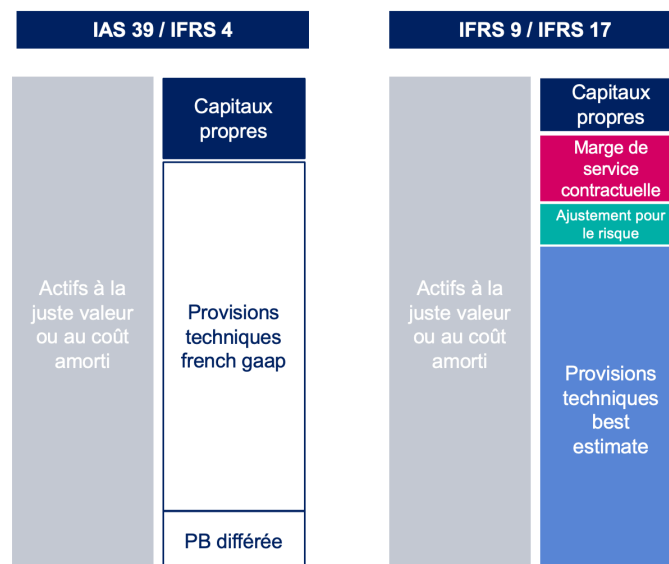 IAS 39 / IFRS 4
Actifs à la
juste valeur
ou au coût
amorti
Capitaux
propres
Provisions
techniques
french gaap
PB différée
IFRS 9 / IFRS 17
Actifs à la
juste valeur
ou au coût
amorti
Capitaux
propres
Marge de
service
contractuelle
Ajustement pour
le risque
Provisions
techniques
best
estimate